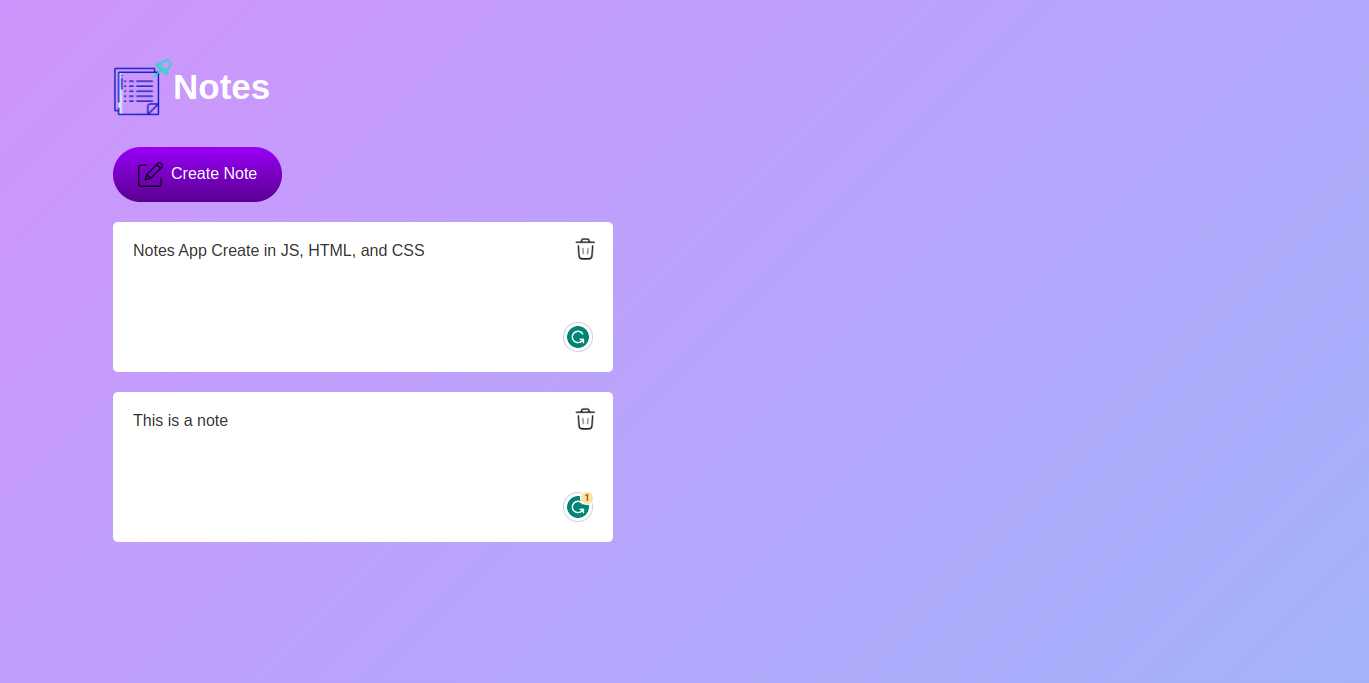 Notes
Create Note
Notes App Create in JS, HTML, and CSS
This is a note
1